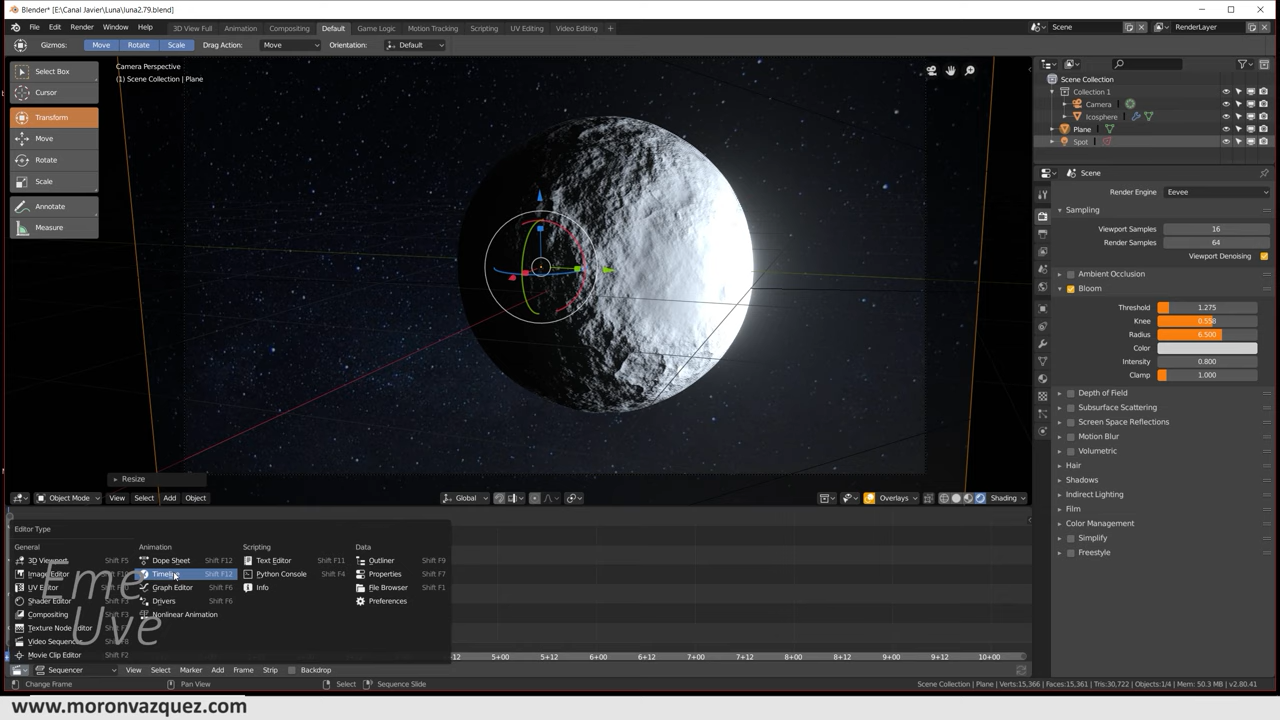 Blender* [E:\Canal Javier\Luna\luna2.79.blend]
File Edit Render Window Help 3D View Full Animation Compositing Default Game Logic Motion Tracking Scripting UV Editing Video Editing + Scene RenderLayer
Gizmos: Move Rotate Scale Drag Action: Move Orientation: Default
Camera Perspective
(1) Scene Collection | Plane
Select Box
Cursor
Transform
Move
Rotate
Scale
Annotate
Measure
Scene Collection
Collection 1
Camera
Icosphere
Plane
Spot
Scene
Render Engine Eevee
Sampling
Viewport Samples 16
Render Samples 64
Viewport Denoising
Ambient Occlusion
Bloom
Threshold 1.275
Knee 0.558
Radius 6.500
Color
Intensity 0.800
Clamp 1.000
Depth of Field
Subsurface Scattering
Screen Space Reflections
Motion Blur
Volumetric
Hair
Shadows
Indirect Lighting
Film
Color Management
Simplify
Freestyle
Resize
Object Mode View Select Add Object Global Overlays Shading
Editor Type
General Animation Scripting Data
3D Viewport Shift F5 Dope Sheet Shift F12 Text Editor Shift F11 Outliner Shift F9
Image Editor Timeline Shift F12 Python Console Shift F4 Properties Shift F7
UV Editor Graph Editor Shift F6 Info File Browser Shift F1
Shader Editor Drivers Shift F6 Preferences
Compositing Nonlinear Animation
Texture Node Editor
Video Sequencer
Movie Clip Editor Shift F2
Eme
Uve
5+00 5+12 6+00 6+12 7+00 7+12 8+00 8+12 9+00 9+12 10+00
Sequencer View Select Marker Add Frame Strip Backdrop
Change Frame Pan View Select Sequence Slide Scene Collection | Plane | Verts:15,366 | Faces:15,361 | Tris:30,722 | Objects:1/4 | Mem: 50.3 MB | v2.80.41
www.moronvazquez.com